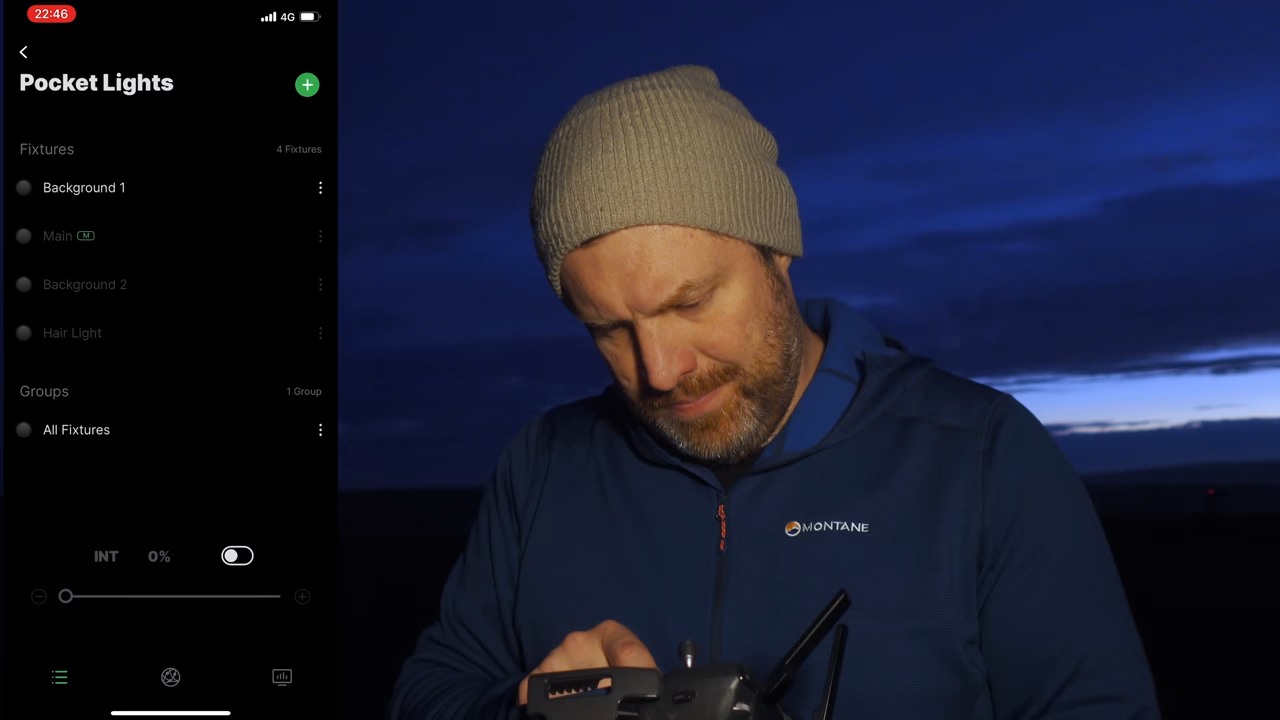 22:46
4G
Pocket Lights
Fixtures
4 Fixtures
Background 1
Main M
Background 2
Hair Light
Groups
1 Group
All Fixtures
INT 0%
MONTANE